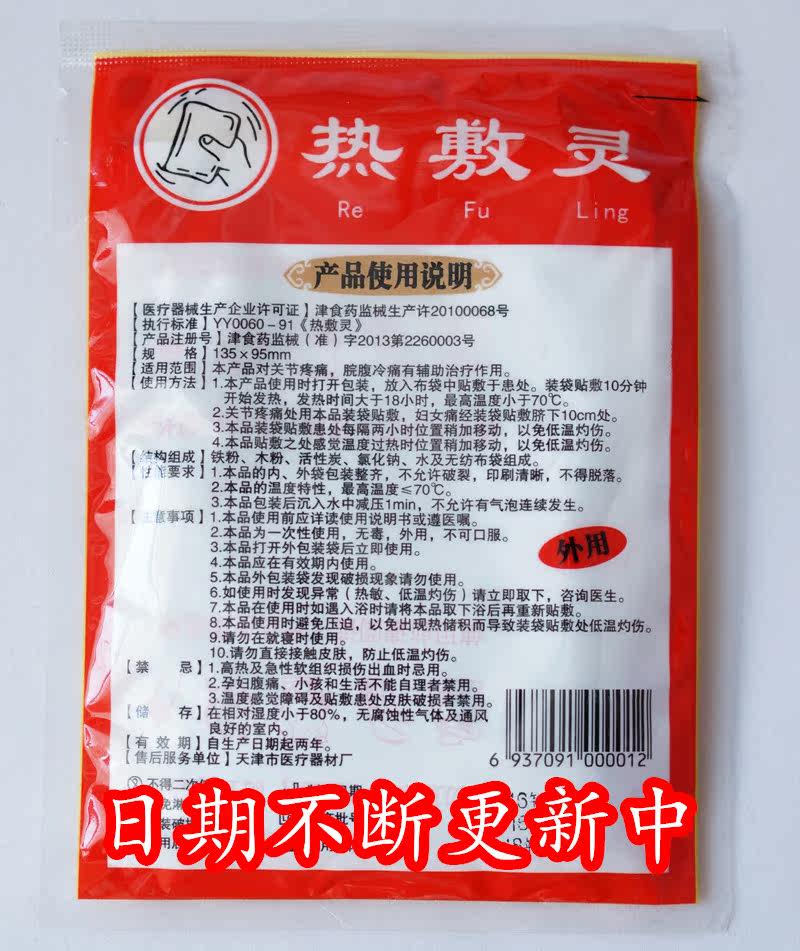 热敷灵
Re Fu Ling
产品使用说明
【医疗器械生产企业许可证】津食药监械生产许20100068号
【执行标准】YY0060-91《热敷灵》
【产品注册号】津食药监械(准)字2013第2260003号
【规 格】135×95mm
【适用范围】本产品对关节疼痛,脘腹冷痛有辅助治疗作用。
【使用方法】1.本产品使用时打开包装,放入布袋中贴敷于患处。装袋贴敷10分钟
开始发热,发热时间大于18小时,最高温度小于70℃。
2.关节疼痛处用本品装袋贴敷,妇女痛经装袋贴敷脐下10cm处。
3.本品装袋贴敷患处每隔两小时位置稍加移动,以免低温灼伤。
4.本品贴敷之处感觉温度过热时位置稍加移动,以免低温灼伤。
【结构组成】铁粉、木粉、活性炭、氯化钠、水及无纺布袋组成。
【性能要求】1.本品的内、外袋包装整齐,不允许破裂,印刷清晰,不得脱落。
2.本品的温度特性,最高温度≤70℃。
3.本品包装后沉入水中减压1min,不允许有气泡连续发生。
【注意事项】1.本品使用前应详读使用说明书或遵医嘱。
2.本品为一次性使用,无毒,外用,不可口服。
3.本品打开外包装袋后立即使用。
4.本品应在有效期内使用。
5.本品外包装袋发现破损现象请勿使用。
6.如使用时发现异常(热敏、低温灼伤)请立即取下,咨询医生。
7.本品在使用时如遇入浴时请将本品取下浴后再重新贴敷。
8.本品使用时避免压迫,以免出现热储积而导致装袋贴敷处低温灼伤。
9.请勿在就寝时使用。
10.请勿直接接触皮肤,防止低温灼伤。
外用
【禁 忌】1.高热及急性软组织损伤出血时忌用。
2.孕妇腹痛、小孩和生活不能自理者禁用。
3.温度感觉障碍及贴敷患处皮肤破损者禁用。
【储 存】在相对湿度小于80%,无腐蚀性气体及通风
良好的室内。
【有效期】自生产日期起两年。
【售后服务单位】天津市医疗器材厂
6 937091 000012
不得二次
日期不断更新中